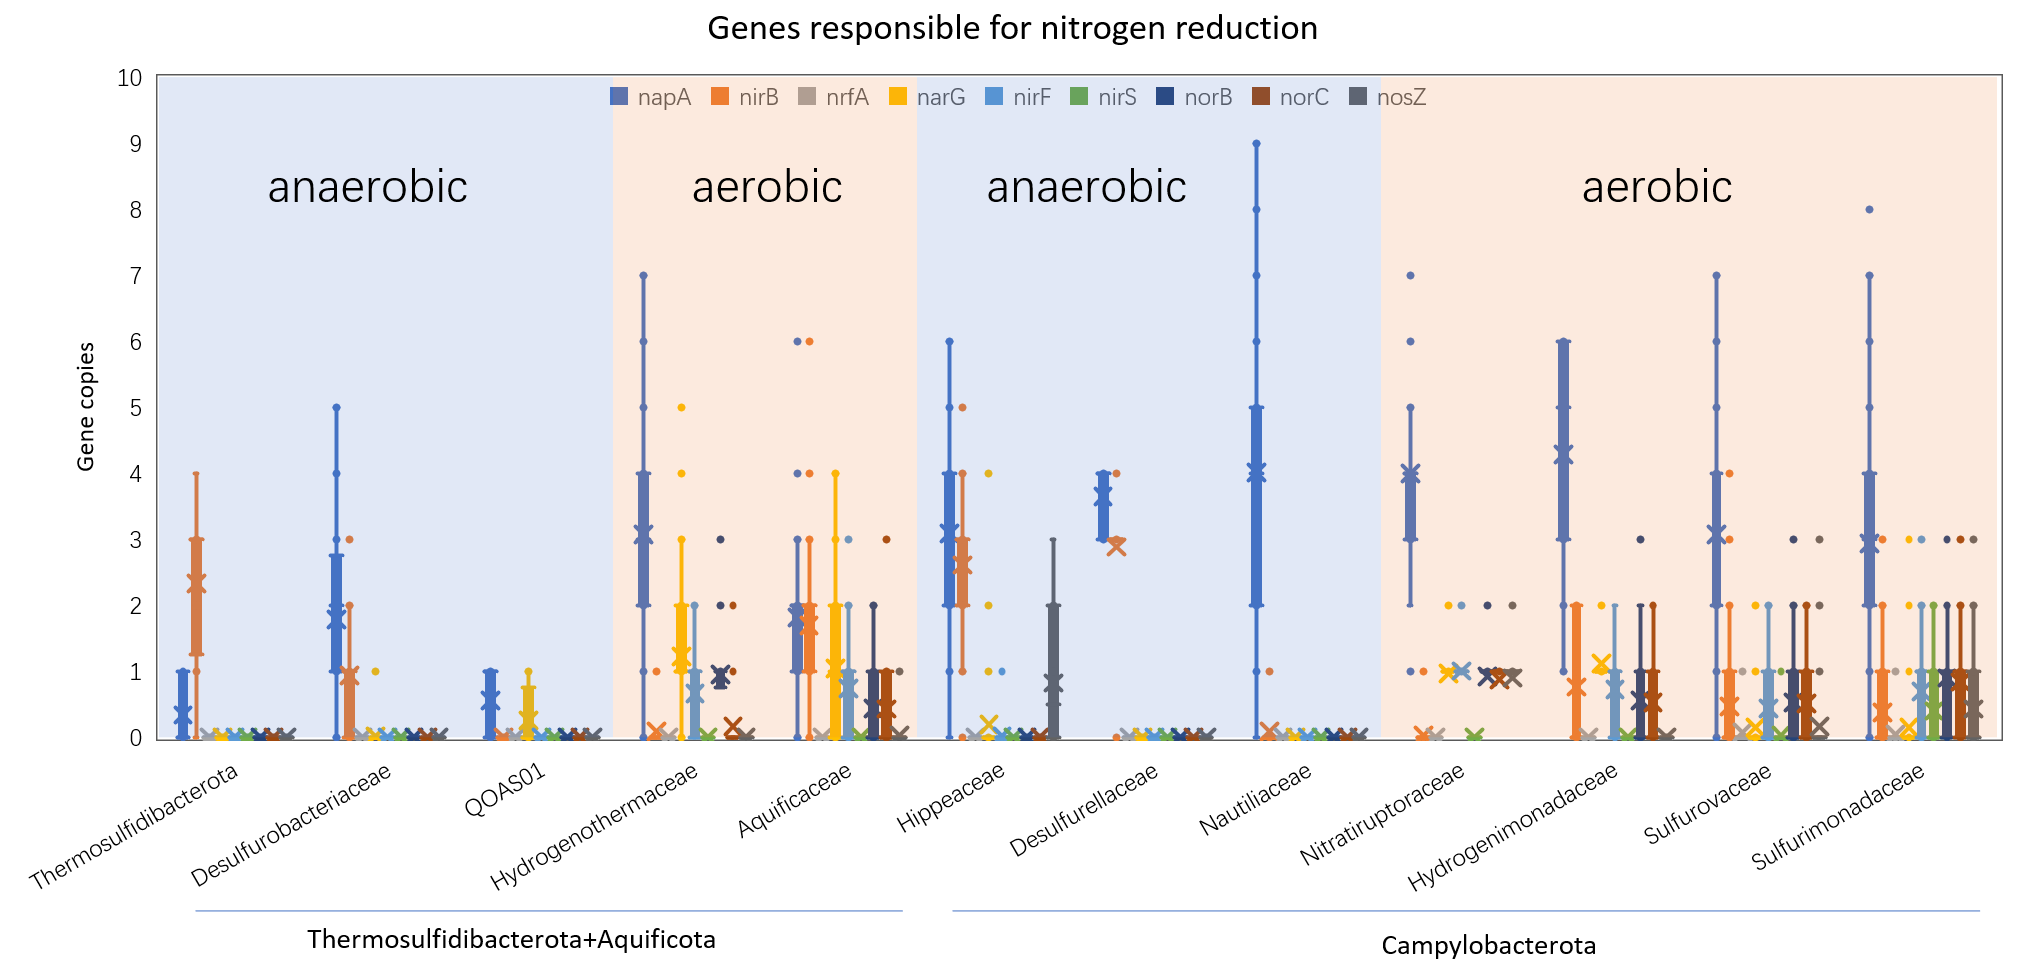 Genes responsible for nitrogen reduction
napA nirB nrfA narG nirF nirS norB norC nosZ
anaerobic aerobic anaerobic aerobic
Gene copies
10
9
8
7
6
5
4
3
2
1
0
Thermosulfidibacterota
Desulfurobacteriaceae
QOAS01
Hydrogenothermaceae
Aquificaceae
Hippeaceae
Desulfurellaceae
Nautiliaceae
Nitratiruptoraceae
Hydrogenimonadaceae
Sulfurovaceae
Sulfurimonadaceae
Thermosulfidibacterota+Aquificota
Campylobacterota